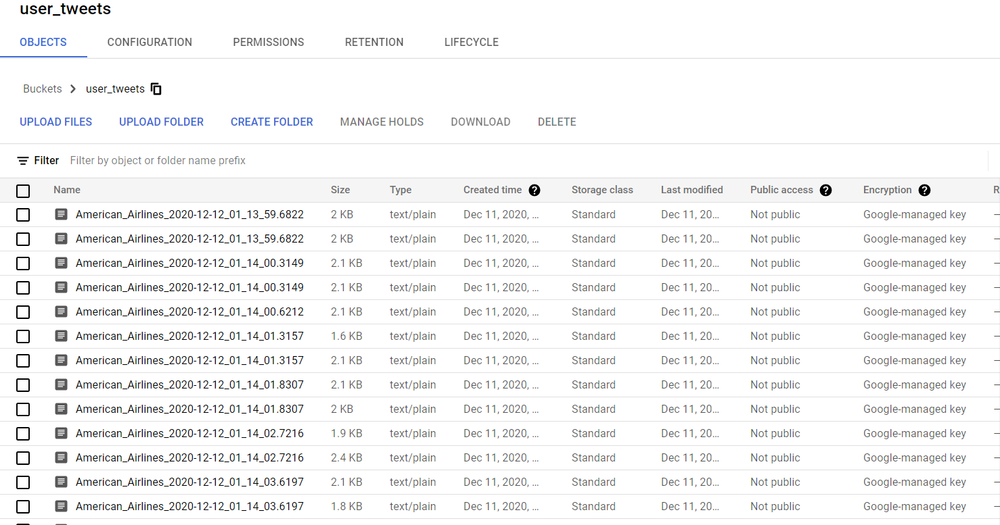 user_tweets
OBJECTS CONFIGURATION PERMISSIONS RETENTION LIFECYCLE
Buckets > user_tweets
UPLOAD FILES UPLOAD FOLDER CREATE FOLDER MANAGE HOLDS DOWNLOAD DELETE
Filter Filter by object or folder name prefix
Name Size Type Created time ? Storage class Last modified Public access ? Encryption ? R
American_Airlines_2020-12-12_01_13_59.6822 2 KB text/plain Dec 11, 2020, ... Standard Dec 11, 20... Not public Google-managed key –
American_Airlines_2020-12-12_01_13_59.6822 2 KB text/plain Dec 11, 2020, ... Standard Dec 11, 20... Not public Google-managed key –
American_Airlines_2020-12-12_01_14_00.3149 2.1 KB text/plain Dec 11, 2020, ... Standard Dec 11, 20... Not public Google-managed key –
American_Airlines_2020-12-12_01_14_00.3149 2.1 KB text/plain Dec 11, 2020, ... Standard Dec 11, 20... Not public Google-managed key –
American_Airlines_2020-12-12_01_14_00.6212 2.1 KB text/plain Dec 11, 2020, ... Standard Dec 11, 20... Not public Google-managed key –
American_Airlines_2020-12-12_01_14_01.3157 1.6 KB text/plain Dec 11, 2020, ... Standard Dec 11, 20... Not public Google-managed key –
American_Airlines_2020-12-12_01_14_01.3157 2.1 KB text/plain Dec 11, 2020, ... Standard Dec 11, 20... Not public Google-managed key –
American_Airlines_2020-12-12_01_14_01.8307 2.1 KB text/plain Dec 11, 2020, ... Standard Dec 11, 20... Not public Google-managed key –
American_Airlines_2020-12-12_01_14_01.8307 2 KB text/plain Dec 11, 2020, ... Standard Dec 11, 20... Not public Google-managed key –
American_Airlines_2020-12-12_01_14_02.7216 1.9 KB text/plain Dec 11, 2020, ... Standard Dec 11, 20... Not public Google-managed key –
American_Airlines_2020-12-12_01_14_02.7216 2.4 KB text/plain Dec 11, 2020, ... Standard Dec 11, 20... Not public Google-managed key –
American_Airlines_2020-12-12_01_14_03.6197 2.1 KB text/plain Dec 11, 2020, ... Standard Dec 11, 20... Not public Google-managed key –
American_Airlines_2020-12-12_01_14_03.6197 1.8 KB text/plain Dec 11, 2020, ... Standard Dec 11, 20... Not public Google-managed key –